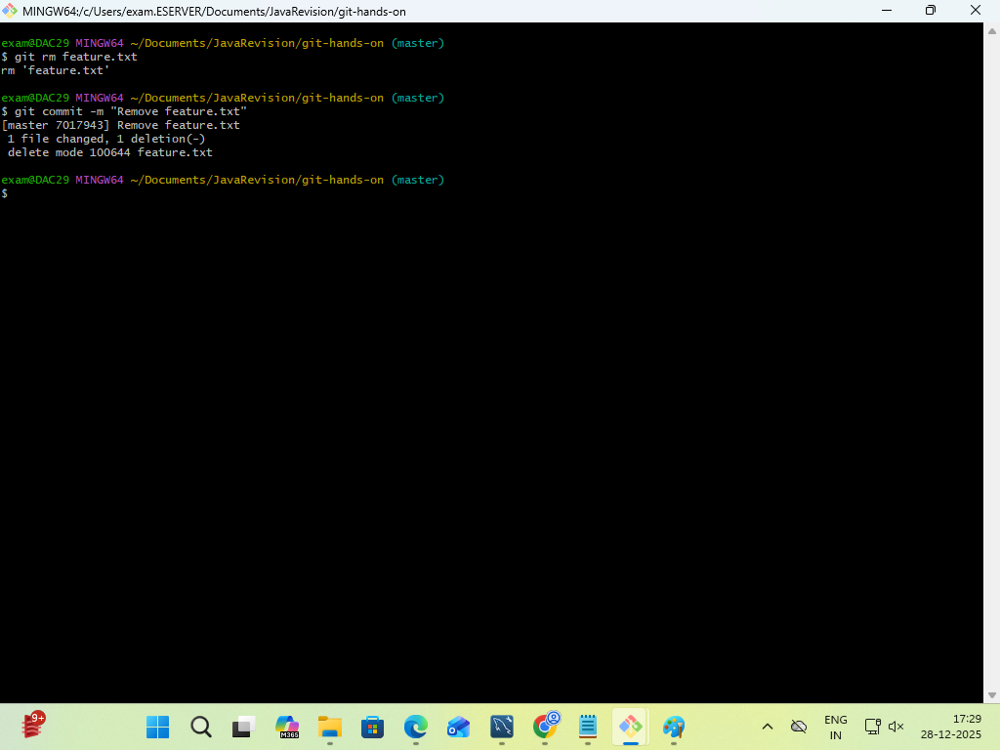 MINGW64:/c/Users/exam.ESERVER/Documents/JavaRevision/git-hands-on
exam@DAC29 MINGW64 ~/Documents/JavaRevision/git-hands-on (master)
$ git rm feature.txt
rm 'feature.txt'
exam@DAC29 MINGW64 ~/Documents/JavaRevision/git-hands-on (master)
$ git commit -m "Remove feature.txt"
[master 7017943] Remove feature.txt
 1 file changed, 1 deletion(-)
 delete mode 100644 feature.txt
exam@DAC29 MINGW64 ~/Documents/JavaRevision/git-hands-on (master)
$
9+
M365
ENG
IN
17:29
28-12-2025